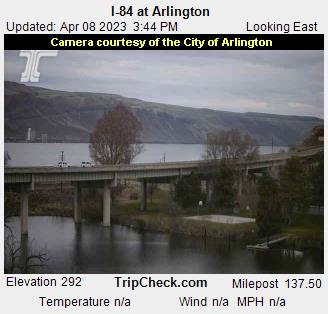 I-84 at Arlington
Updated: Apr 08 2023 3:44 PM Looking East
Camera courtesy of the City of Arlington
Elevation 292 TripCheck.com Milepost 137.50
Temperature n/a Wind n/a MPH n/a